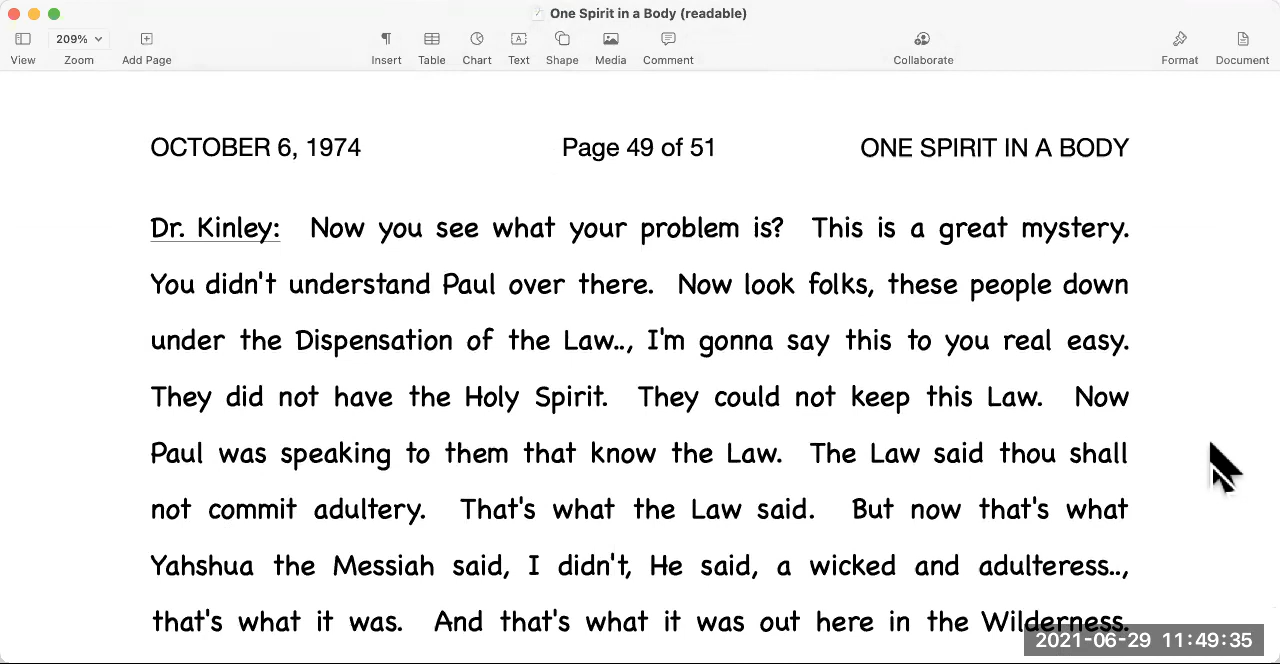 One Spirit in a Body (readable)
209%
View Zoom Add Page Insert Table Chart Text Shape Media Comment Collaborate Format Document
OCTOBER 6, 1974 Page 49 of 51 ONE SPIRIT IN A BODY
Dr. Kinley: Now you see what your problem is? This is a great mystery.
You didn't understand Paul over there. Now look folks, these people down
under the Dispensation of the Law.., I'm gonna say this to you real easy.
They did not have the Holy Spirit. They could not keep this Law. Now
Paul was speaking to them that know the Law. The Law said thou shall
not commit adultery. That's what the Law said. But now that's what
Yahshua the Messiah said, I didn't, He said, a wicked and adulteress..,
that's what it was. And that's what it was out here in the Wilderness.
2021-06-29 11:49:35